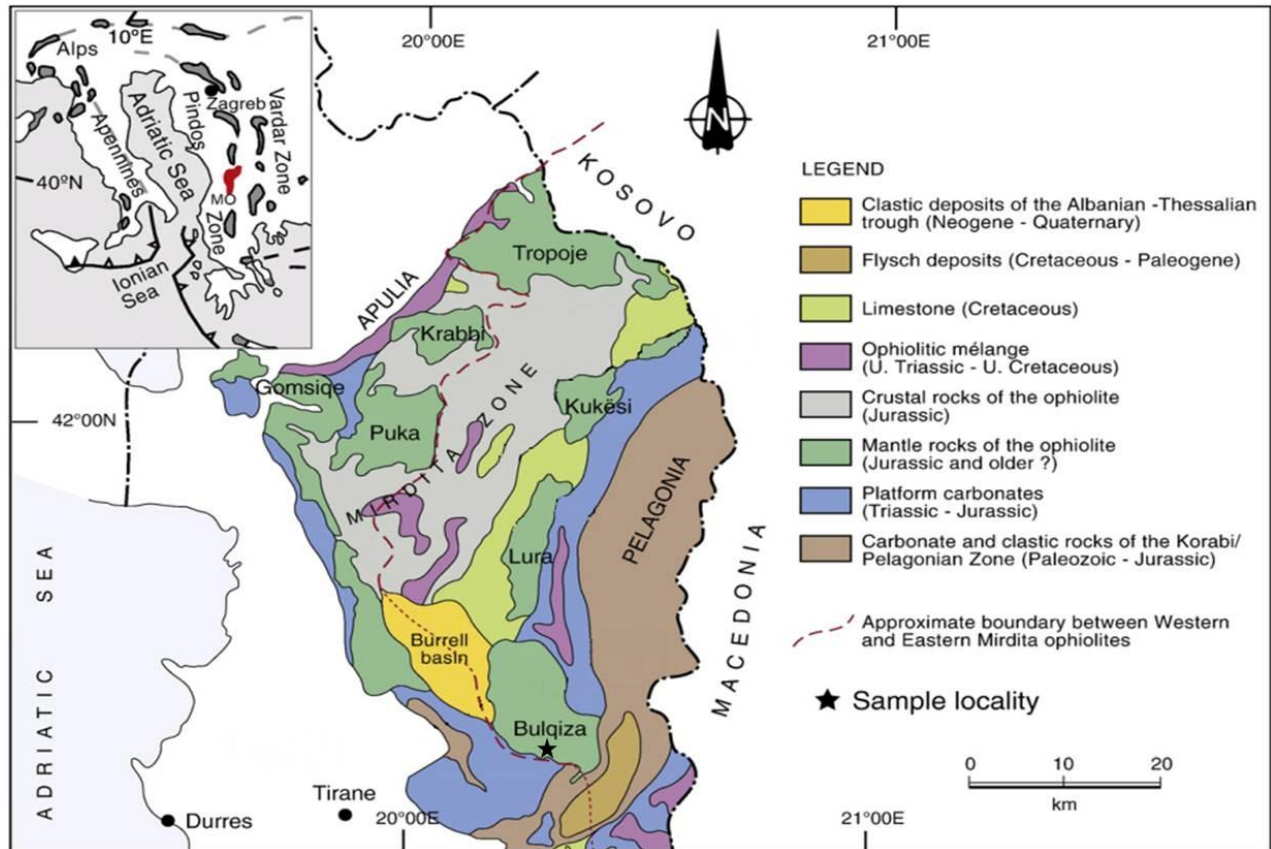 10°E
Alps
Zagreb
Adriatic Sea
Pindos
Vardar Zone
Apennines
40°N
MO
Zone
Ionian
Sea
20°00E
21°00E
N
KOSOVO
Tropoje
APULIA
Krabbi
Gomsiqe
42°00N
Kukësi
Puka
MIRDITA ZONE
PELAGONIA
Lura
Burrell
basin
Bulqiza
MACEDONIA
ADRIATIC SEA
Tirane
Durres
20°00E
21°00E
LEGEND
Clastic deposits of the Albanian -Thessalian
trough (Neogene - Quaternary)
Flysch deposits (Cretaceous - Paleogene)
Limestone (Cretaceous)
Ophiolitic mélange
(U. Triassic - U. Cretaceous)
Crustal rocks of the ophiolite
(Jurassic)
Mantle rocks of the ophiolite
(Jurassic and older ?)
Platform carbonates
(Triassic - Jurassic)
Carbonate and clastic rocks of the Korabi/
Pelagonian Zone (Paleozoic - Jurassic)
Approximate boundary between Western
and Eastern Mirdita ophiolites
Sample locality
0 10 20
km